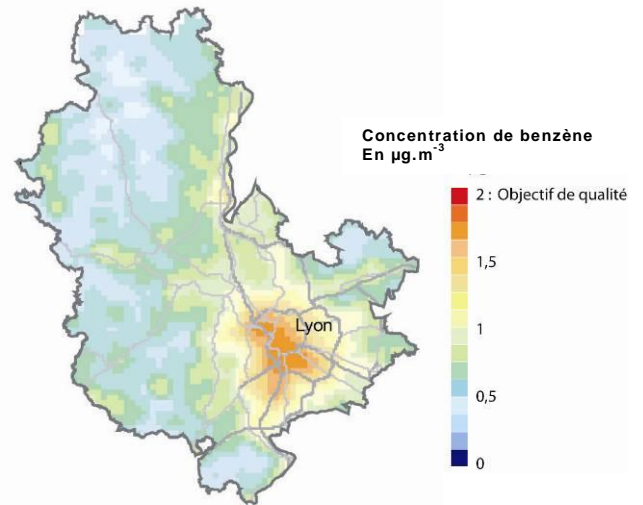 Concentration de benzène
En µg.m-3
2 : Objectif de qualité
1,5
Lyon
1
0,5
0